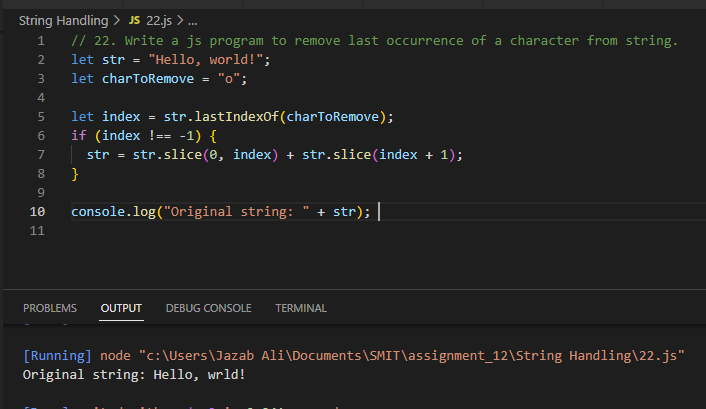 String Handling > JS 22.js > ...
1 // 22. Write a js program to remove last occurrence of a character from string.
2 let str = "Hello, world!";
3 let charToRemove = "o";
4
5 let index = str.lastIndexOf(charToRemove);
6 if (index !== -1) {
7   str = str.slice(0, index) + str.slice(index + 1);
8 }
9
10 console.log("Original string: " + str);
11
PROBLEMS OUTPUT DEBUG CONSOLE TERMINAL
[Running] node "c:\Users\Jazab Ali\Documents\SMIT\assignment_12\String Handling\22.js"
Original string: Hello, wrld!